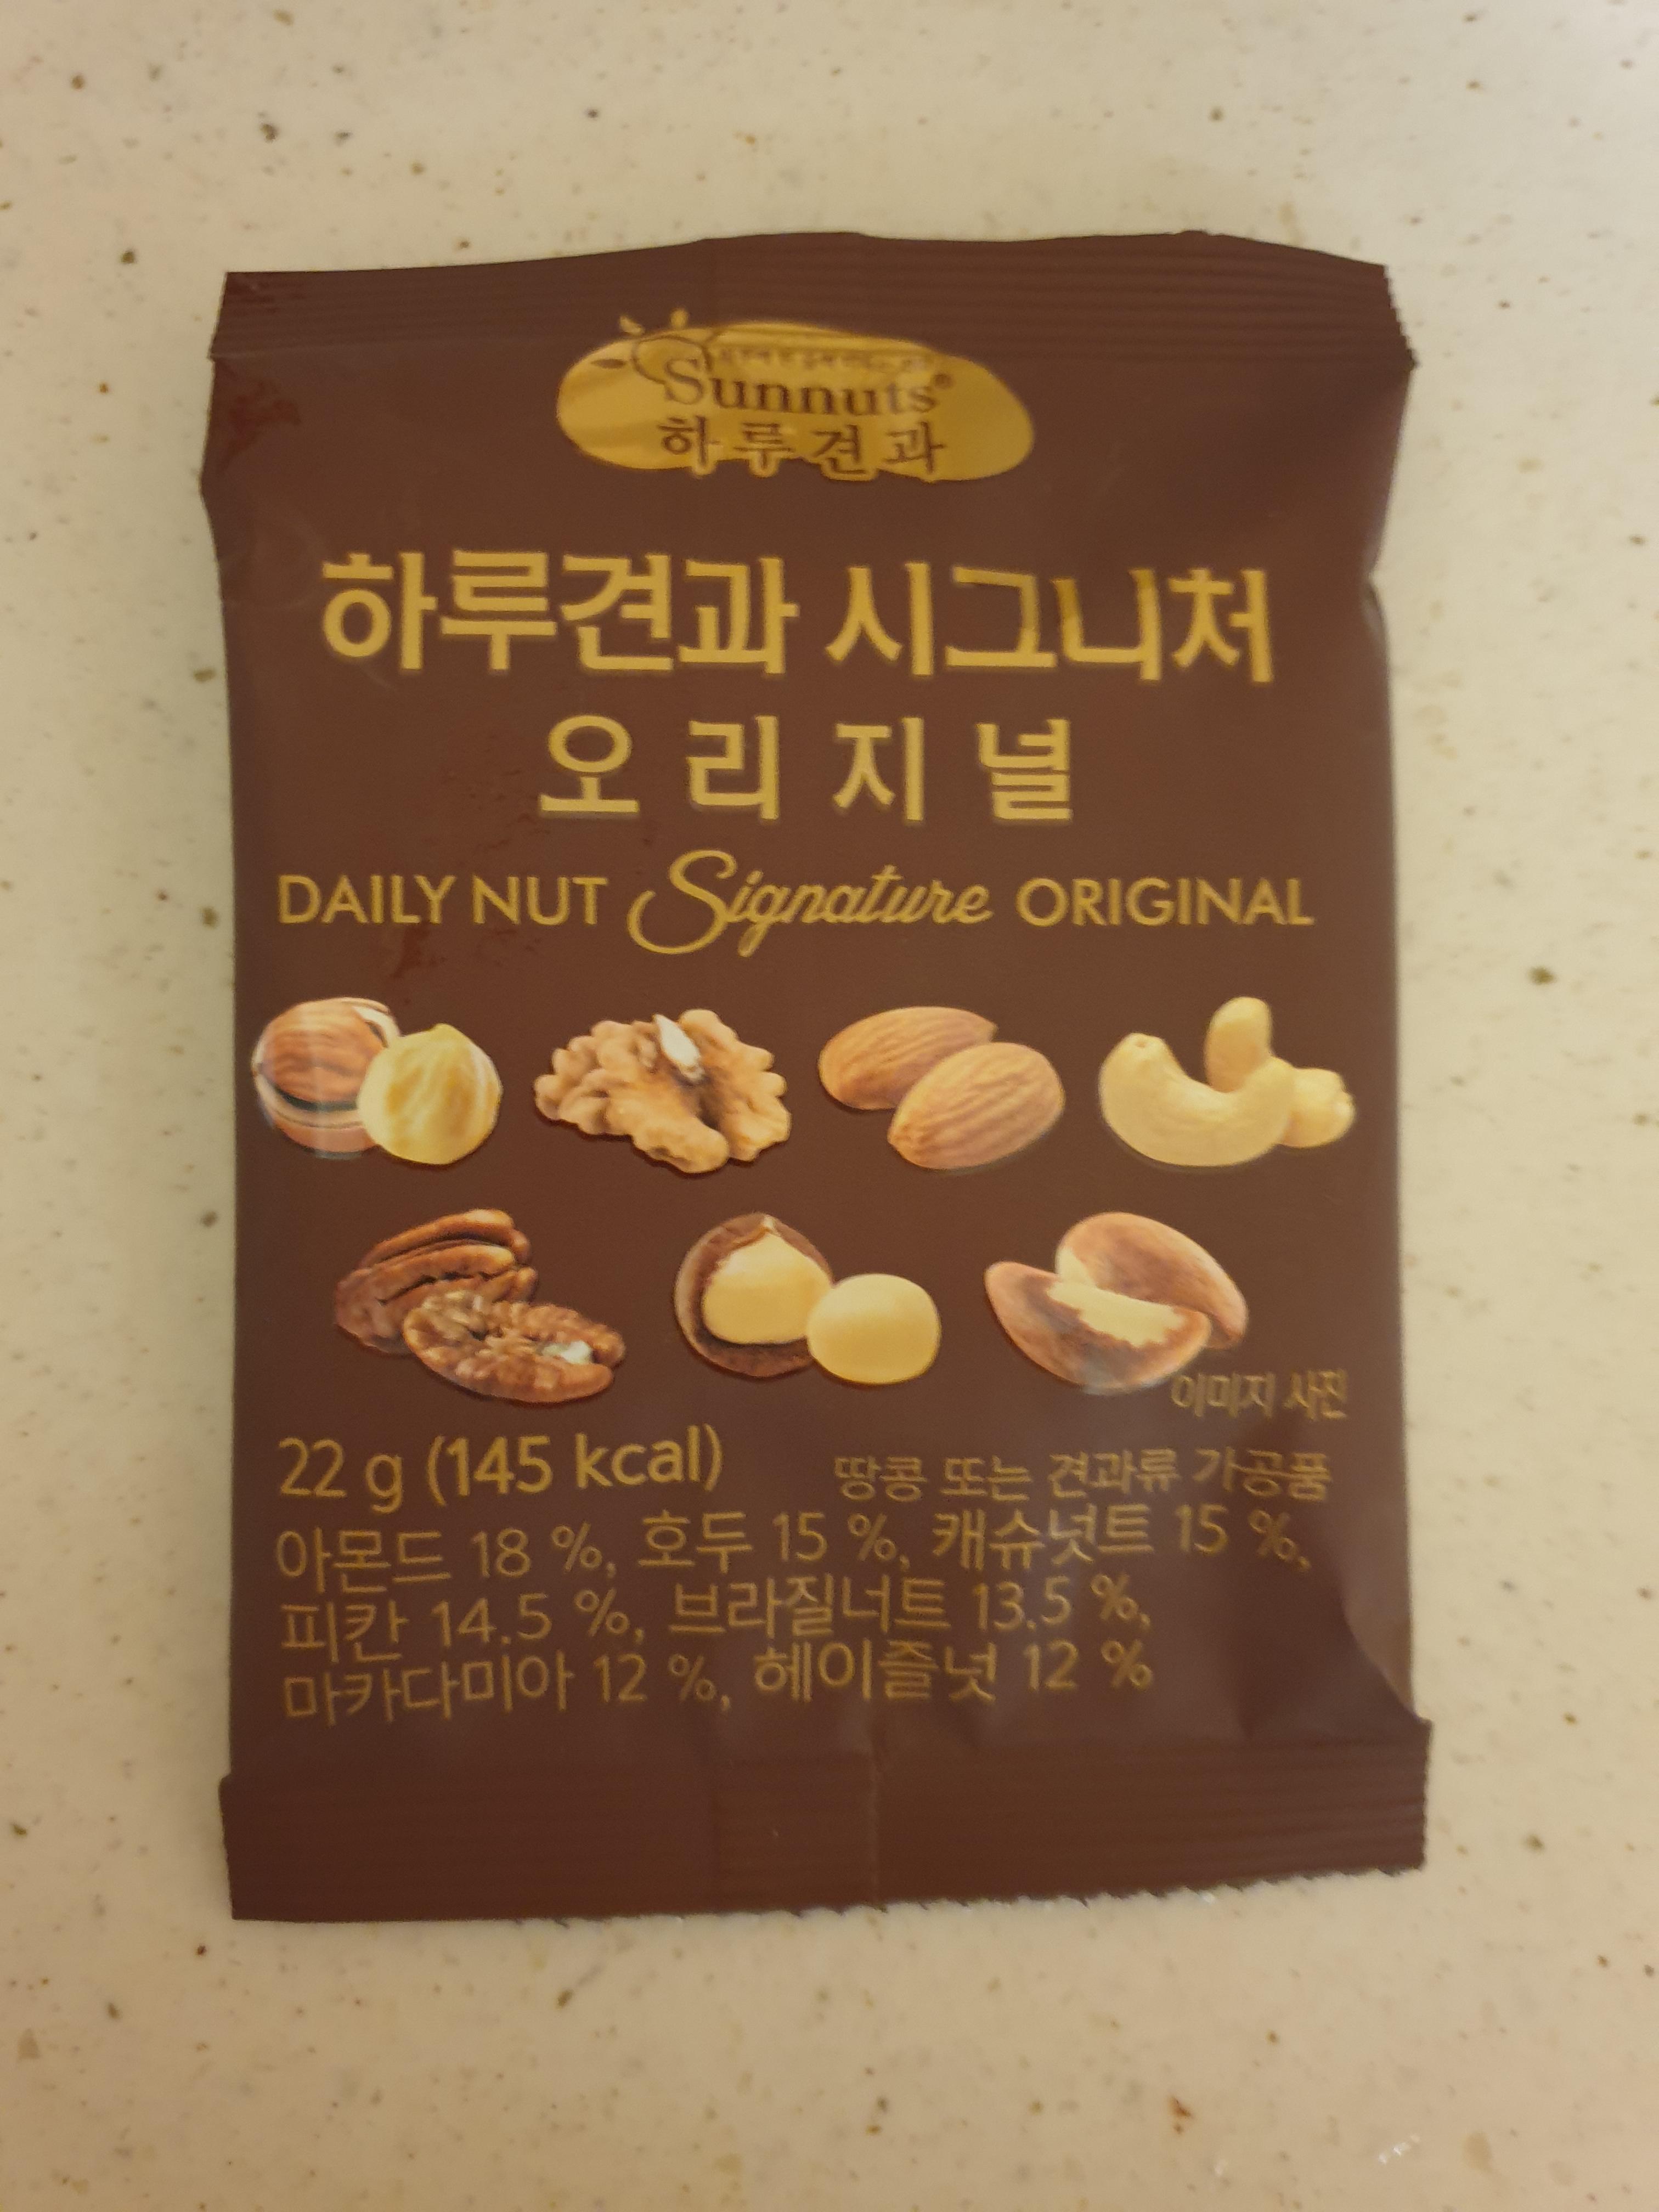 Sunnuts®
하루견과
하루견과 시그니처
오리지널
DAILY NUT Signature ORIGINAL
이미지 사진
22 g (145 kcal) 땅콩 또는 견과류 가공품
아몬드 18 %, 호두 15 %, 캐슈넛트 15 %,
피칸 14.5 %, 브라질너트 13.5 %,
마카다미아 12 %, 헤이즐넛 12 %